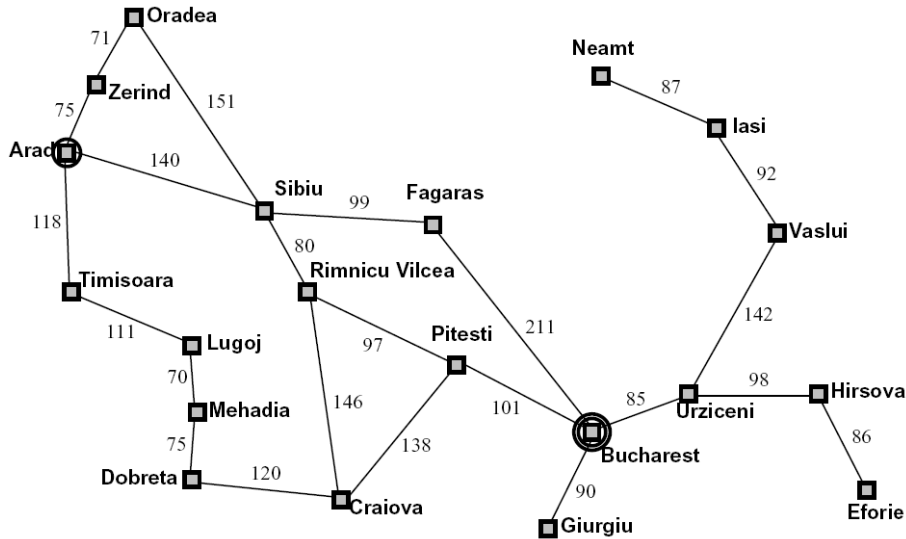 Oradea
71
Neamt
Zerind
87
151
75
Iasi
Arad
140
92
Sibiu
Fagaras
99
118
Vaslui
80
Timisoara
Rimnicu Vilcea
142
211
111
Lugoj
Pitesti
97
70
98
Hirsova
85
Mehadia
146
101
Urziceni
86
75
138
Bucharest
Dobreta
120
90
Craiova
Eforie
Giurgiu